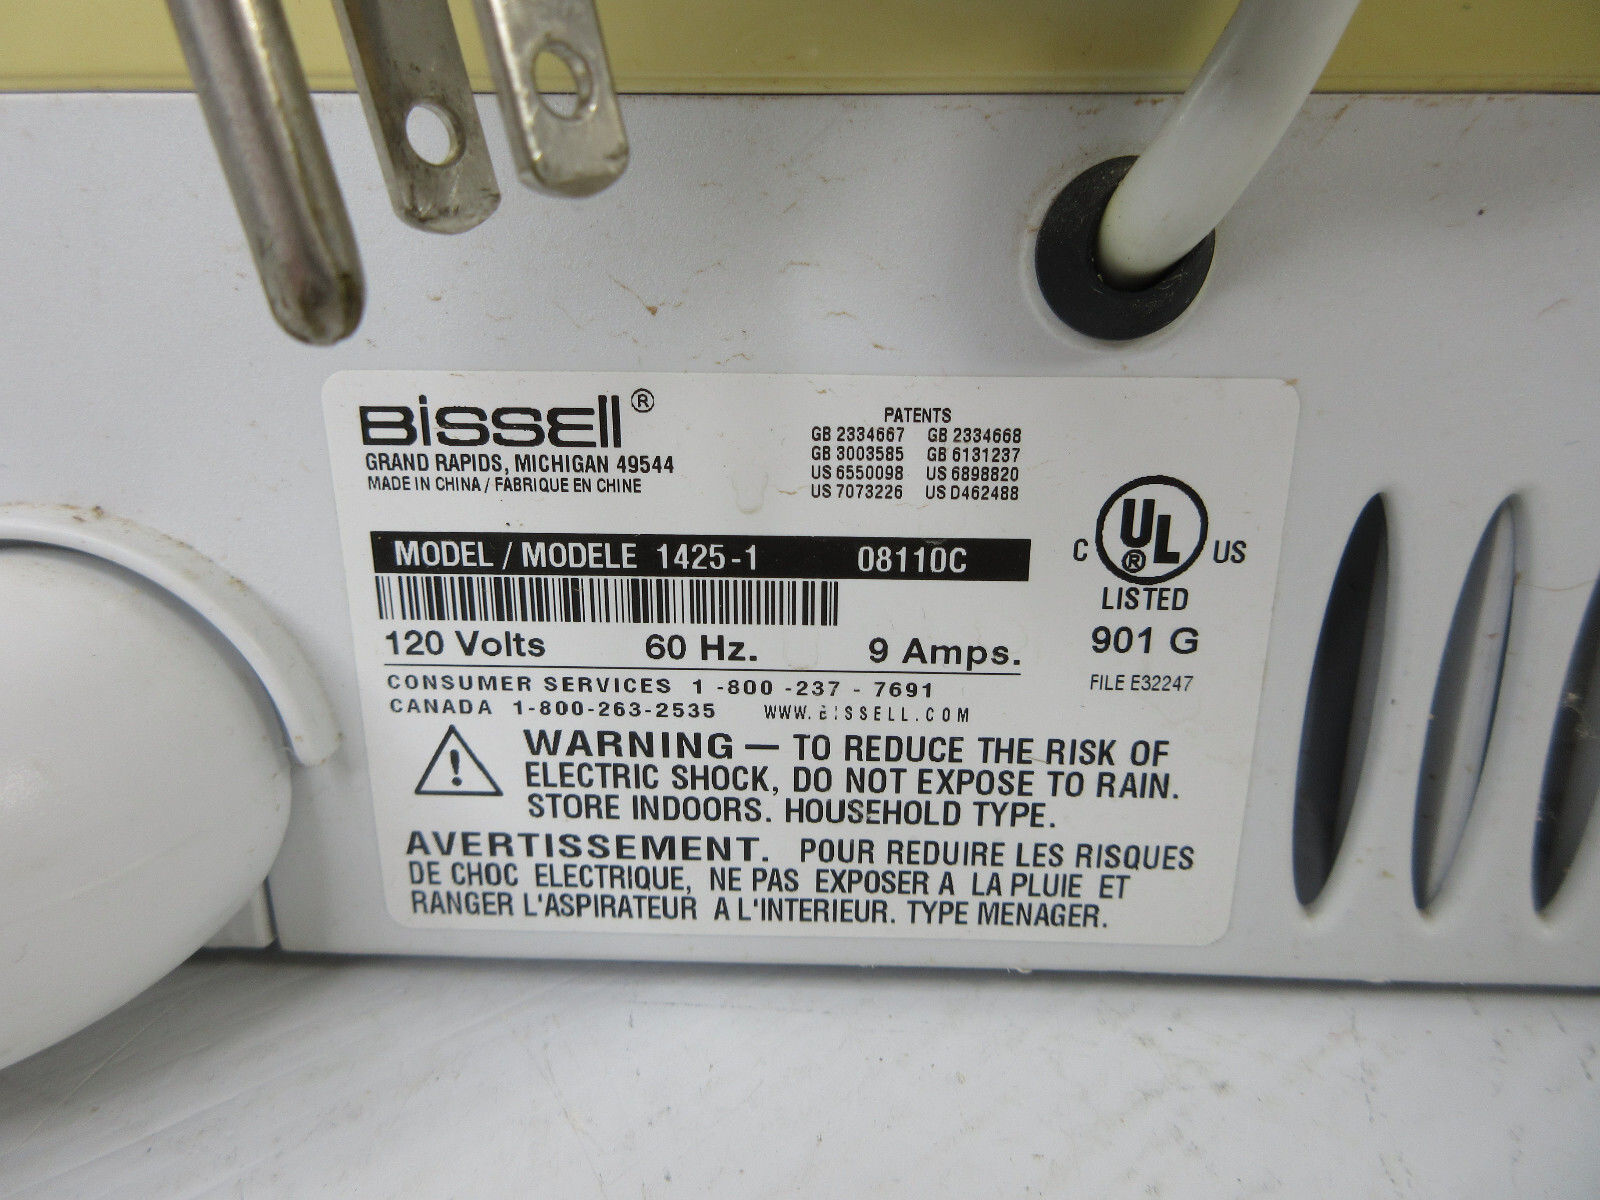 BISSELL®
GRAND RAPIDS, MICHIGAN 49544
MADE IN CHINA / FABRIQUE EN CHINE
PATENTS
GB 2334667 GB 2334668
GB 3003585 GB 6131237
US 6550098 US 6898820
US 7073226 US D462488
MODEL / MODELE 1425-1 08110C
C UL® US
LISTED
901 G
FILE E32247
120 Volts 60 Hz. 9 Amps.
CONSUMER SERVICES 1-800-237-7691
CANADA 1-800-263-2535 WWW.BISSELL.COM
WARNING — TO REDUCE THE RISK OF
ELECTRIC SHOCK, DO NOT EXPOSE TO RAIN.
STORE INDOORS. HOUSEHOLD TYPE.
AVERTISSEMENT. POUR REDUIRE LES RISQUES
DE CHOC ELECTRIQUE, NE PAS EXPOSER A LA PLUIE ET
RANGER L'ASPIRATEUR A L'INTERIEUR. TYPE MENAGER.